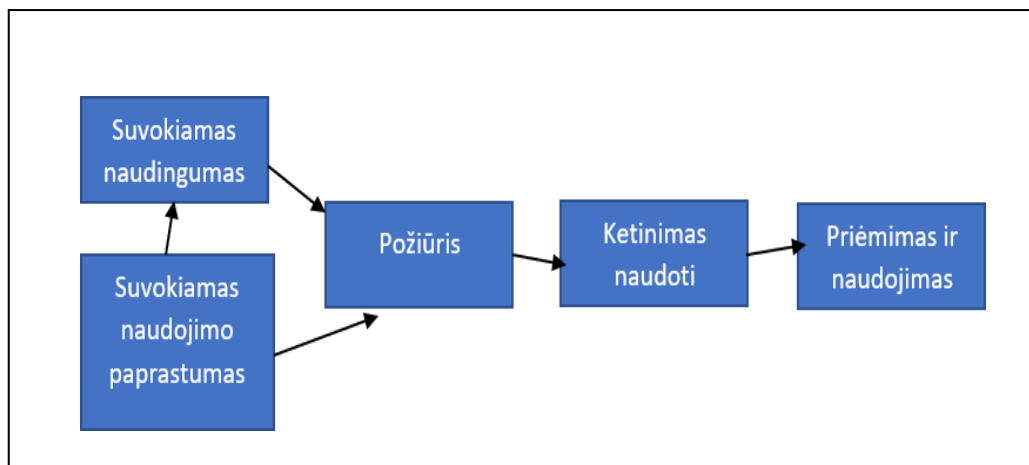 Suvokiamas
naudingumas
Suvokiamas
naudojimo
paprastumas
Požiūris
Ketinimas
naudoti
Priėmimas ir
naudojimas